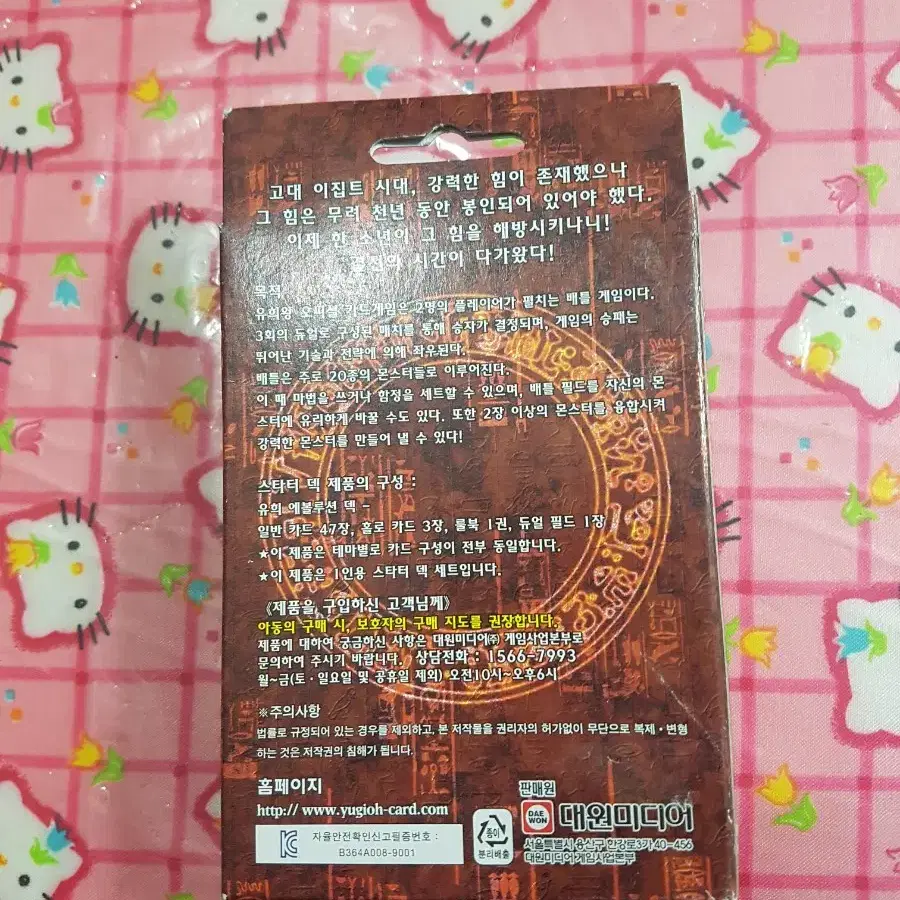 고대 이집트 시대, 강력한 힘이 존재했으나
그 힘은 무려 천년 동안 봉인되어 있어야 했다.
이제 한 소년이 그 힘을 해방시키나니!
시간이 다가왔다!
목적
유희왕 오피셜 카드게임은 2명의 플레이어가 펼치는 배틀 게임이다.
3회의 듀얼로 구성된 매치를 통해 승자가 결정되며, 게임의 승패는
뛰어난 기술과 전략에 의해 좌우된다.
배틀은 주로 20종의 몬스터들로 이루어진다.
이 때 마법을 쓰거나 함정을 세트할 수 있으며, 배틀 필드를 자신의 몬
스터에 유리하게 바꿀 수도 있다. 또한 2장 이상의 몬스터를 융합시켜
강력한 몬스터를 만들어 낼 수 있다!
스타터 덱 제품의 구성 :
유희 에볼루션 덱 -
일반 카드 47장, 홀로 카드 3장, 룰북 1권, 듀얼 필드 1장
★이 제품은 테마별로 카드 구성이 전부 동일합니다.
★이 제품은 1인용 스타터 덱 세트입니다.
《제품을 구입하신 고객님께》
아동의 구매 시, 보호자의 구매 지도를 권장합니다.
제품에 대하여 궁금하신 사항은 대원미디어㈜ 게임사업본부로
문의하여 주시기 바랍니다. 상담전화 : 1566-7993
월~금(토·일요일 및 공휴일 제외) 오전10시~오후6시
※주의사항
법률로 규정되어 있는 경우를 제외하고, 본 저작물을 권리자의 허가없이 무단으로 복제·변형
하는 것은 저작권의 침해가 됩니다.
홈페이지
http:// www.yugioh-card.com
자율안전확인신고필증번호 :
B364A008-9001
종이
분리배출
판매원
DAE
WON
대원미디어
서울특별시 용산구 한강로3가 40-456
대원미디어 게임사업본부